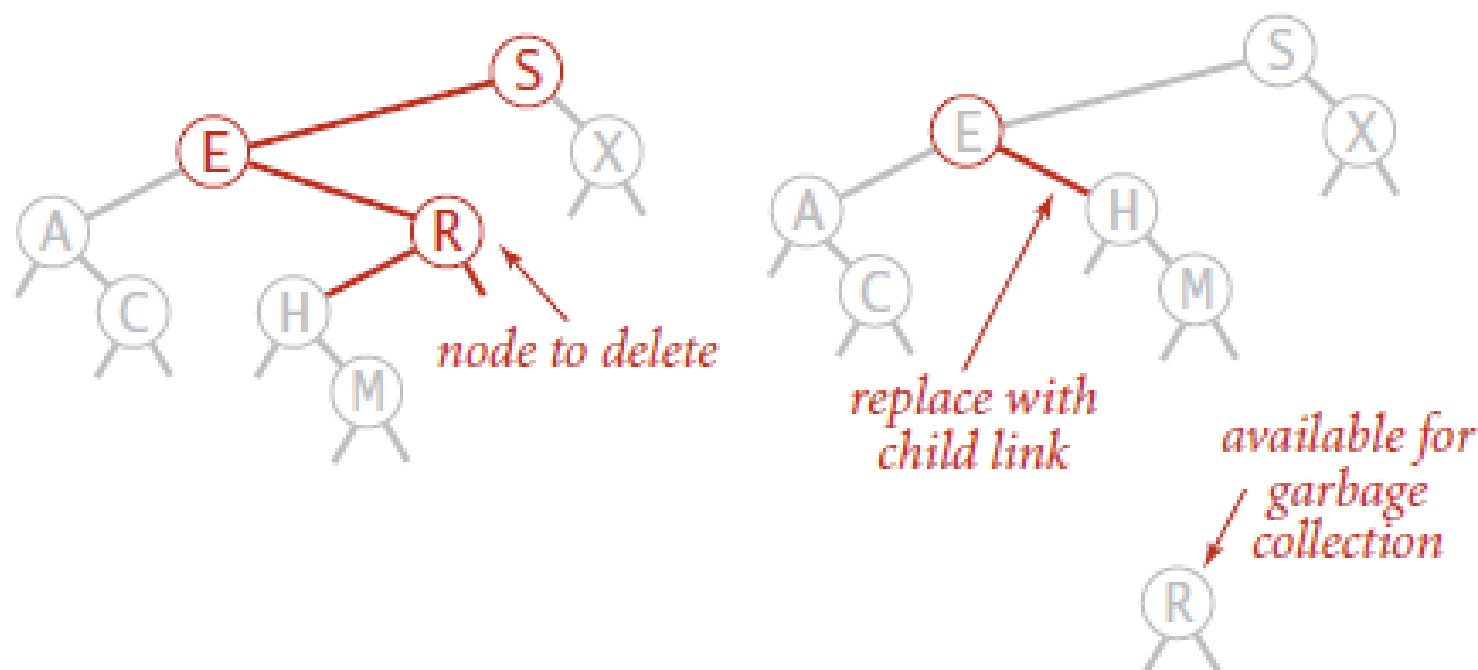 S
E
X
A
R
C
H
M
node to delete
S
E
X
A
H
C
M
replace with
child link
available for
garbage
collection
R